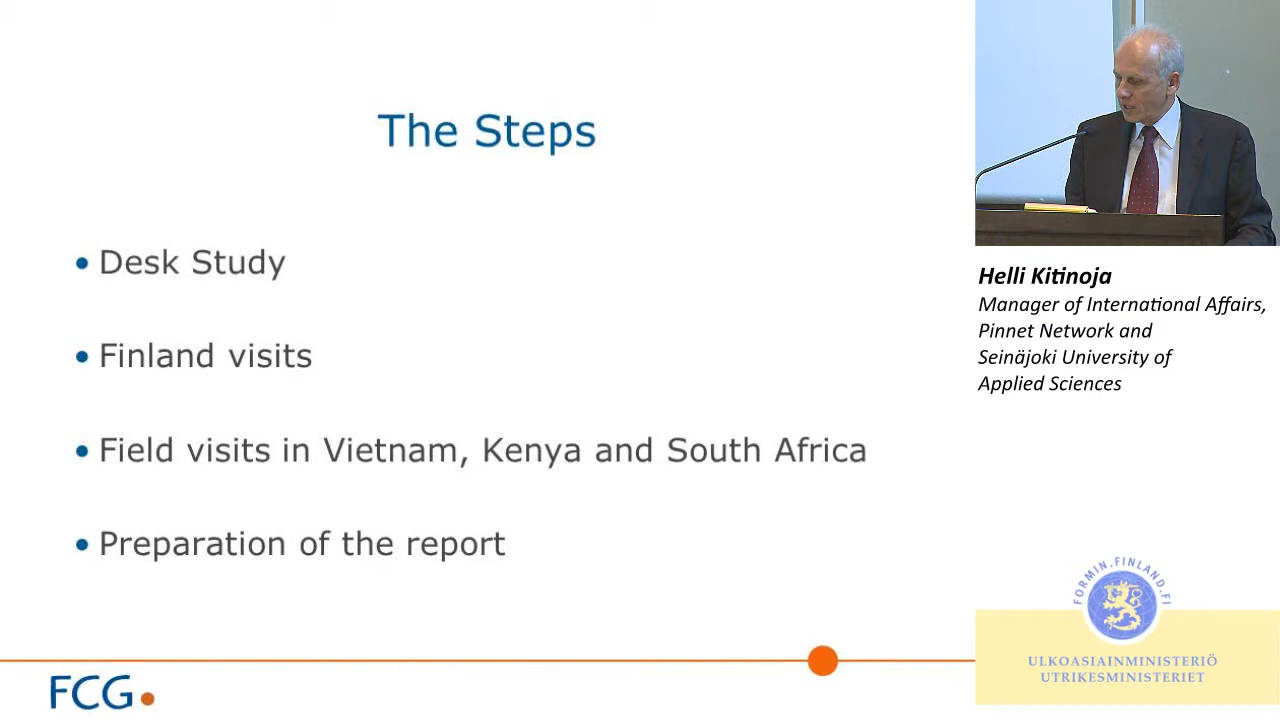 The Steps
• Desk Study
• Finland visits
• Field visits in Vietnam, Kenya and South Africa
• Preparation of the report
FCG
Helli Kitinoja
Manager of International Affairs,
Pinnet Network and
Seinäjoki University of
Applied Sciences
FORMIN.FINLAND.FI
ULKOASIAINMINISTERIÖ
UTRIKESMINISTERIET